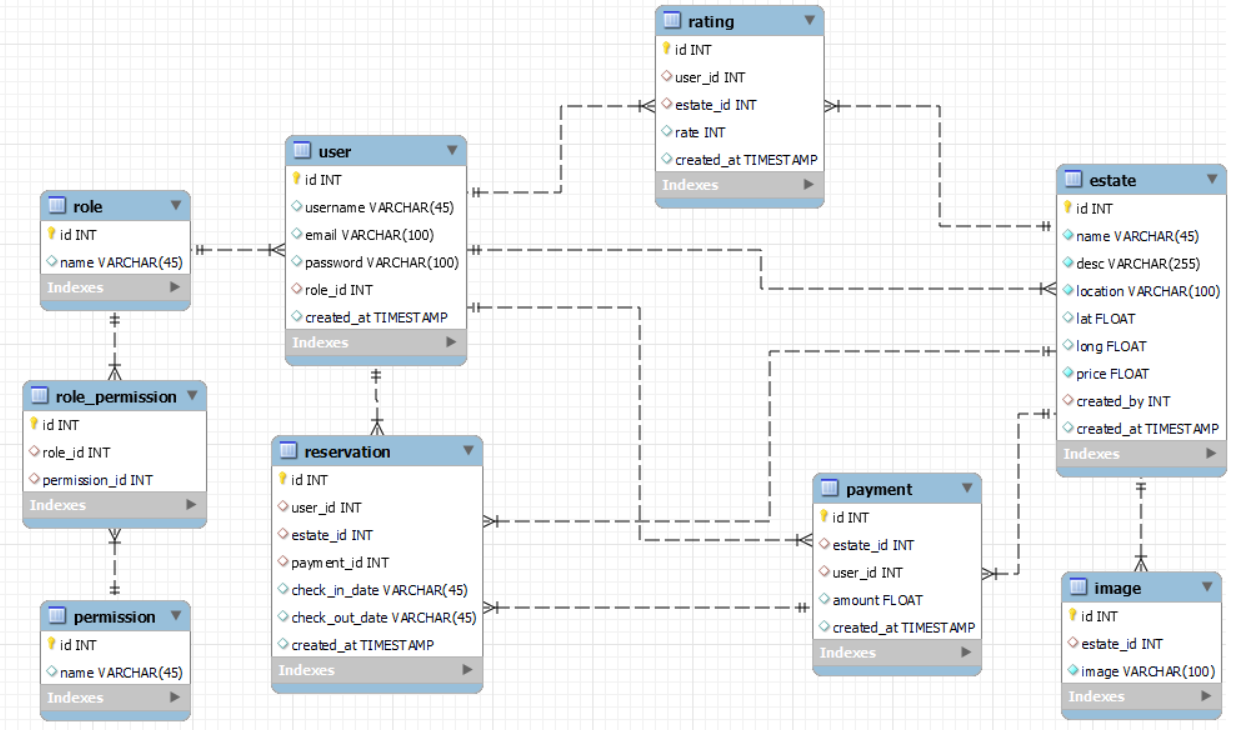 rating
id INT
user_id INT
estate_id INT
rate INT
created_at TIMESTAMP
Indexes
user
id INT
username VARCHAR(45)
email VARCHAR(100)
password VARCHAR(100)
role_id INT
created_at TIMESTAMP
Indexes
estate
id INT
name VARCHAR(45)
desc VARCHAR(255)
location VARCHAR(100)
lat FLOAT
long FLOAT
price FLOAT
created_by INT
created_at TIMESTAMP
Indexes
role
id INT
name VARCHAR(45)
Indexes
role_permission
id INT
role_id INT
permission_id INT
Indexes
reservation
id INT
user_id INT
estate_id INT
payment_id INT
check_in_date VARCHAR(45)
check_out_date VARCHAR(45)
created_at TIMESTAMP
Indexes
payment
id INT
estate_id INT
user_id INT
amount FLOAT
created_at TIMESTAMP
Indexes
image
id INT
estate_id INT
image VARCHAR(100)
Indexes
permission
id INT
name VARCHAR(45)
Indexes